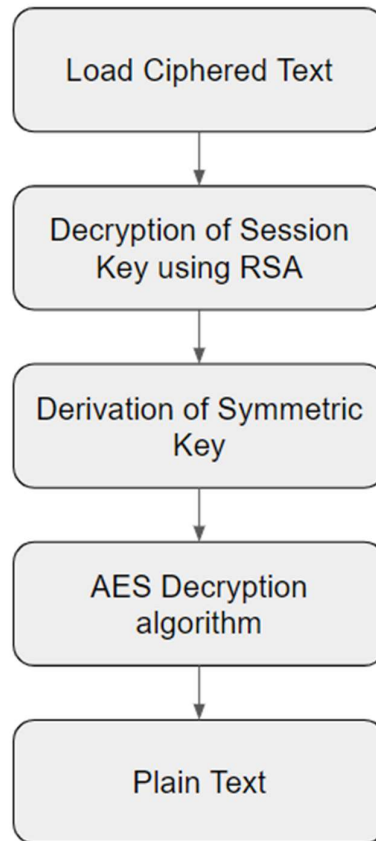 Load Ciphered Text
Decryption of Session
Key using RSA
Derivation of Symmetric
Key
AES Decryption
algorithm
Plain Text